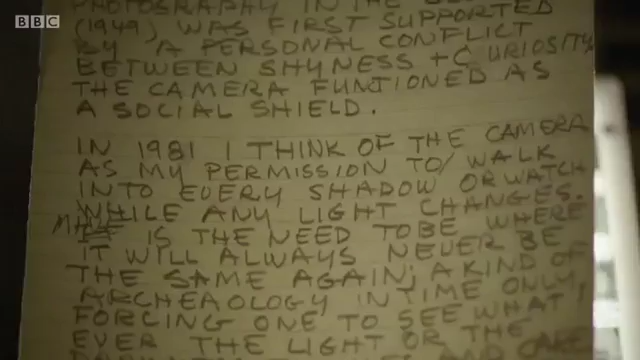 BBC
PHOTOGRAPHY IN THE
(1949) WAS FIRST SUPPORTED
BY A PERSONAL CONFLICT
BETWEEN SHYNESS + CURIOSITY
THE CAMERA FUNTIONED AS
A SOCIAL SHIELD.
IN 1981 I THINK OF THE CAMERA
AS MY PERMISSION TO WALK
INTO EVERY SHADOW OR WATCH
WHILE ANY LIGHT CHANGES.
MINE IS THE NEED TO BE WHERE
IT WILL ALWAYS NEVER BE
THE SAME AGAIN; A KIND OF
ARCHEAOLOGY IN TIME ONLY,
FORCING ONE TO SEE WHAT
EVER THE LIGHT OR THE